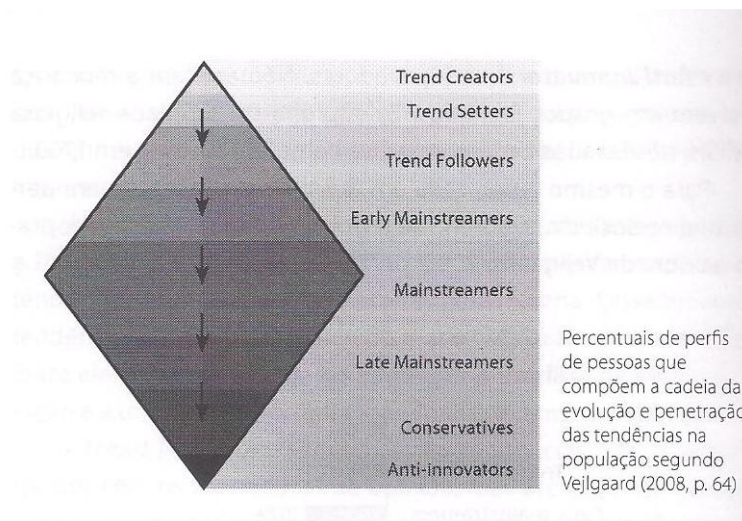 Trend Creators
Trend Setters
Trend Followers
Early Mainstreamers
Mainstreamers
Late Mainstreamers
Conservatives
Anti-innovators
Percentuais de perfis
de pessoas que
compõem a cadeia da
evolução e penetração
das tendências na
população segundo
Vejlgaard (2008, p. 64)